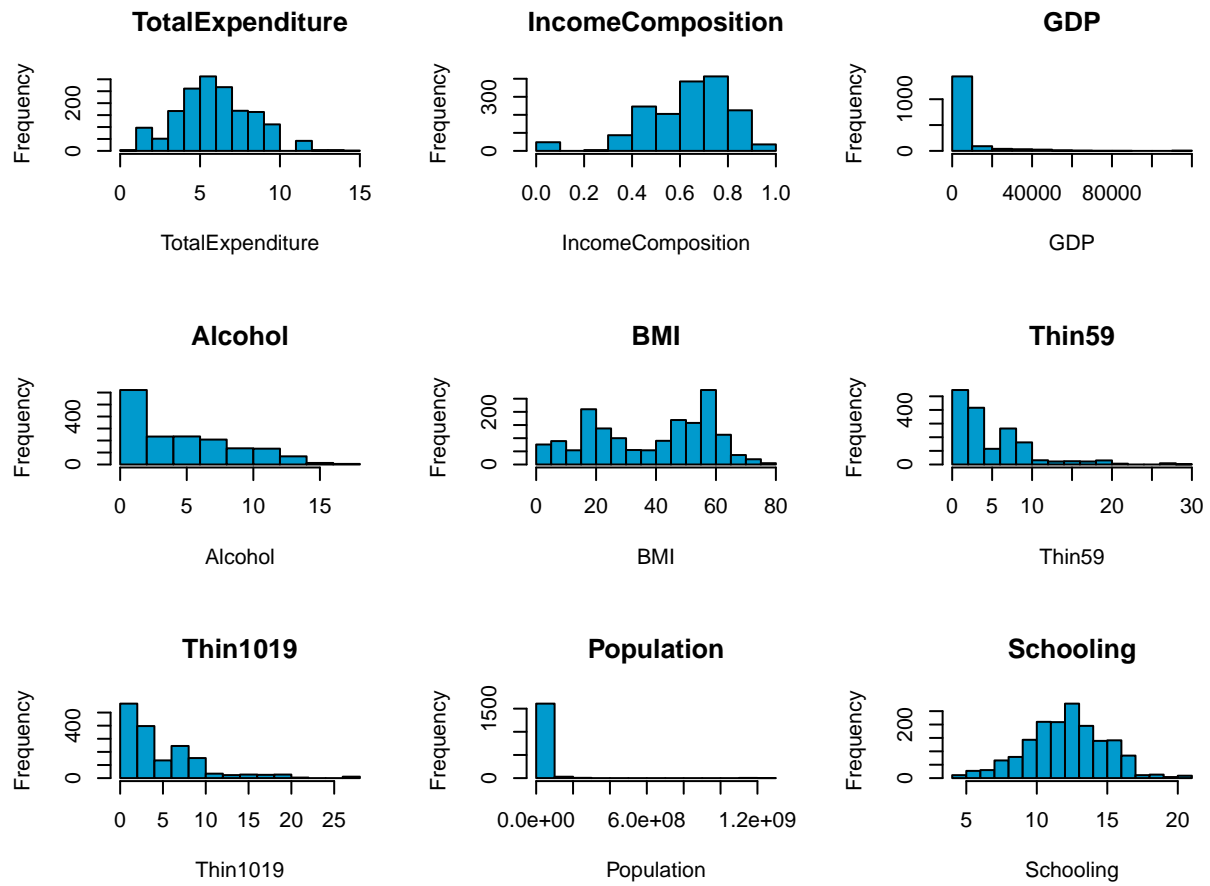 TotalExpenditure
Frequency
0 200
0 5 10 15
TotalExpenditure
IncomeComposition
Frequency
0 300
0.0 0.2 0.4 0.6 0.8 1.0
IncomeComposition
GDP
Frequency
0 1000
0 40000 80000
GDP
Alcohol
Frequency
0 400
0 5 10 15
Alcohol
BMI
Frequency
0 200
0 20 40 60 80
BMI
Thin59
Frequency
0 400
0 5 10 20 30
Thin59
Thin1019
Frequency
0 400
0 5 10 15 20 25
Thin1019
Population
Frequency
0 1500
0.0e+00 6.0e+08 1.2e+09
Population
Schooling
Frequency
0 200
5 10 15 20
Schooling